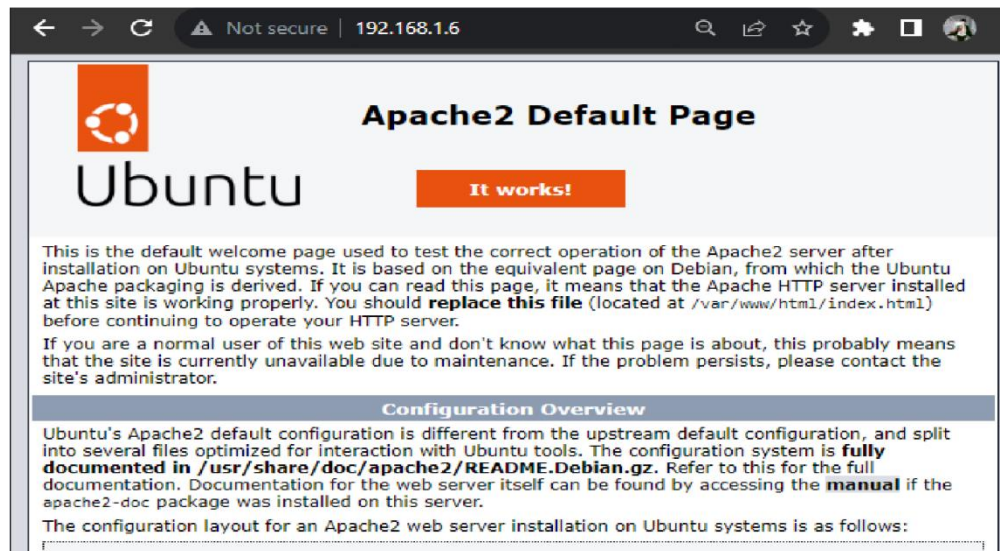 Not secure | 192.168.1.6
Apache2 Default Page
Ubuntu
It works!
This is the default welcome page used to test the correct operation of the Apache2 server after
installation on Ubuntu systems. It is based on the equivalent page on Debian, from which the Ubuntu
Apache packaging is derived. If you can read this page, it means that the Apache HTTP server installed
at this site is working properly. You should replace this file (located at /var/www/html/index.html)
before continuing to operate your HTTP server.
If you are a normal user of this web site and don't know what this page is about, this probably means
that the site is currently unavailable due to maintenance. If the problem persists, please contact the
site's administrator.
Configuration Overview
Ubuntu's Apache2 default configuration is different from the upstream default configuration, and split
into several files optimized for interaction with Ubuntu tools. The configuration system is fully
documented in /usr/share/doc/apache2/README.Debian.gz. Refer to this for the full
documentation. Documentation for the web server itself can be found by accessing the manual if the
apache2-doc package was installed on this server.
The configuration layout for an Apache2 web server installation on Ubuntu systems is as follows: